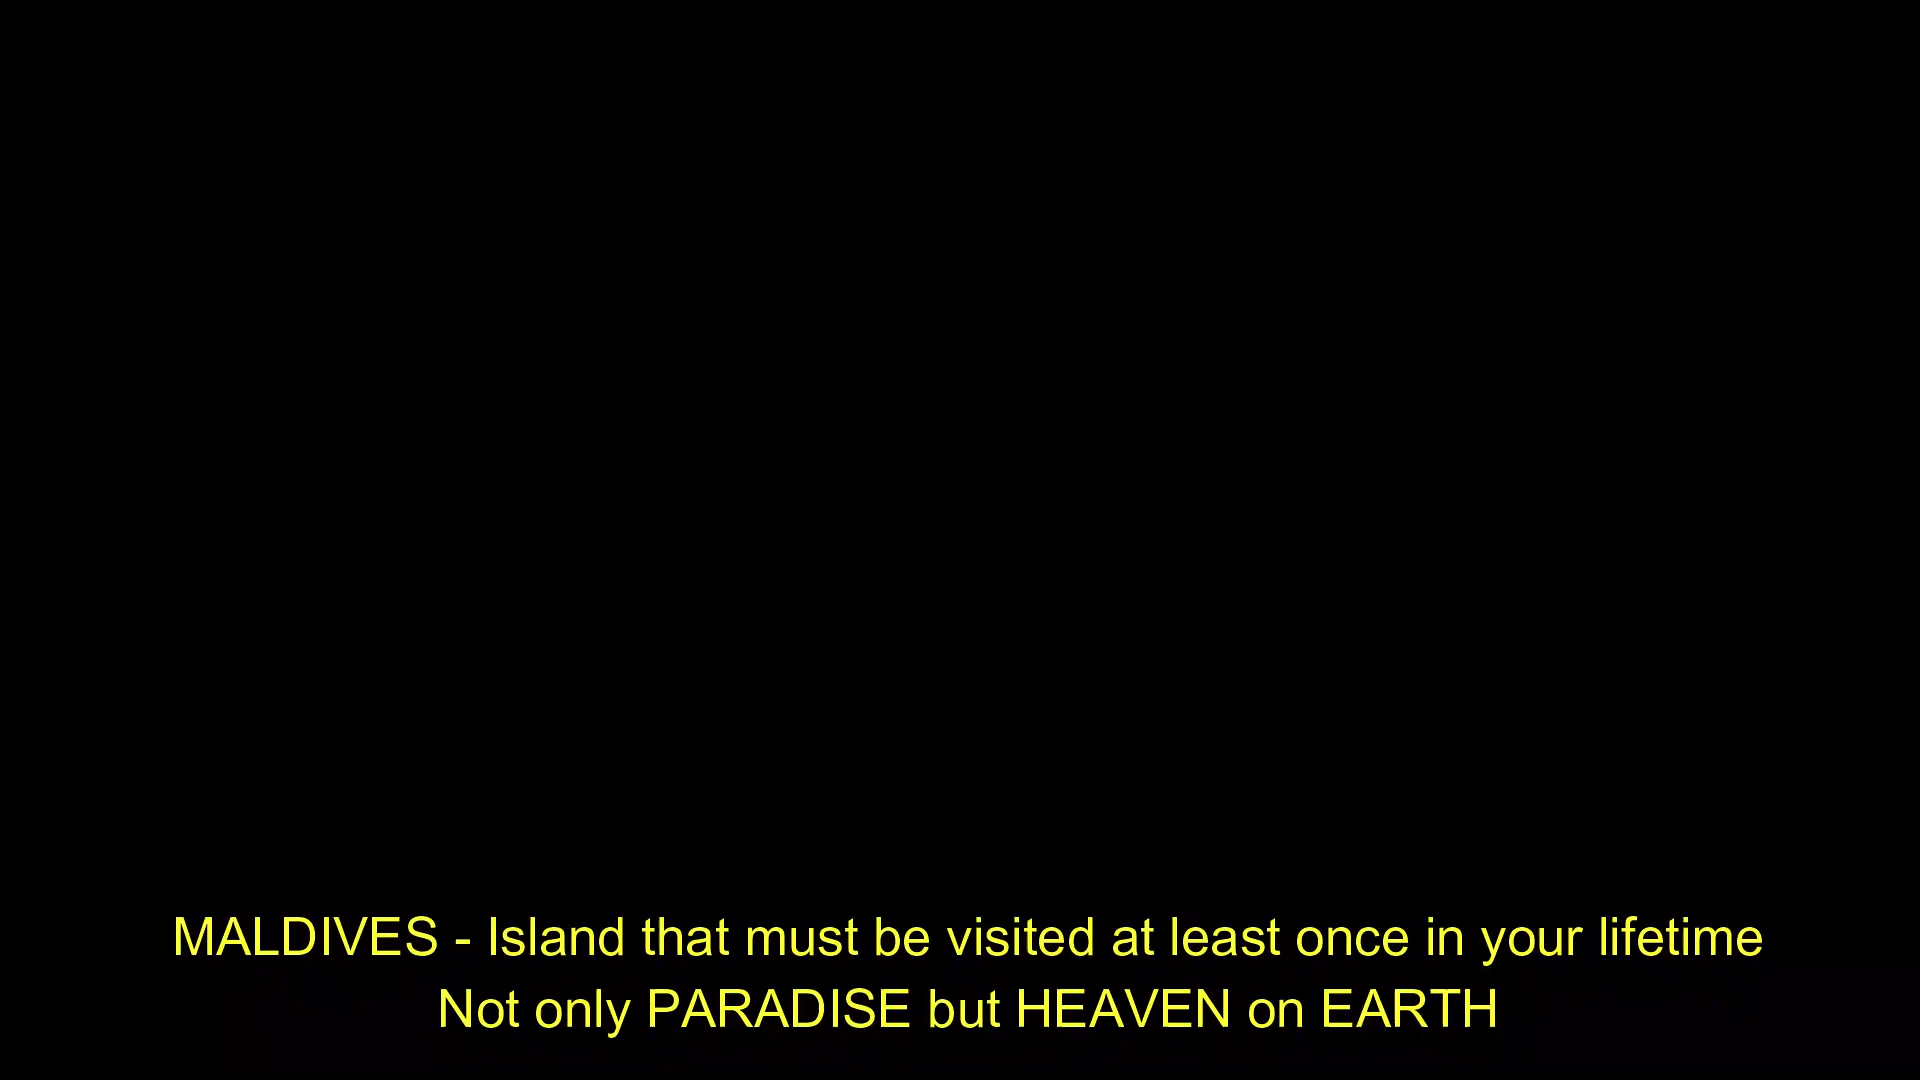 MALDIVES - Island that must be visited at least once in your lifetime
Not only PARADISE but HEAVEN on EARTH